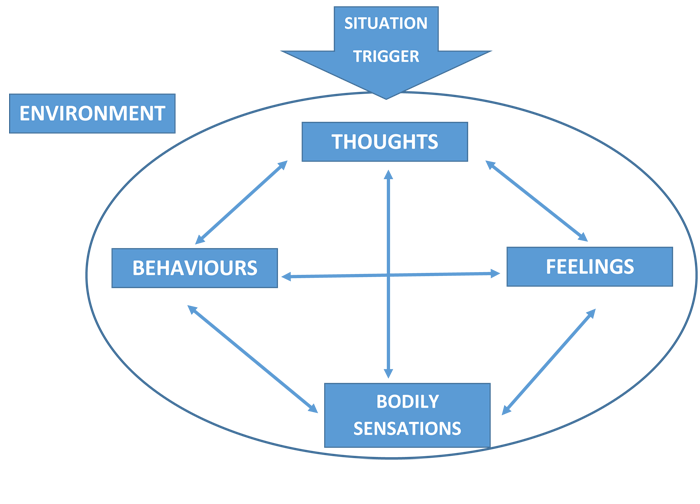 SITUATION
TRIGGER
ENVIRONMENT
THOUGHTS
BEHAVIOURS
FEELINGS
BODILY
SENSATIONS